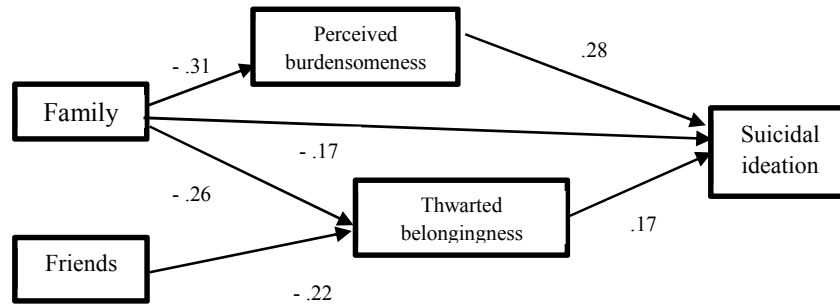 Perceived
burdensomeness
- .31
.28
Family
Suicidal
ideation
- .17
- .26
Thwarted
belongingness
.17
Friends
- .22